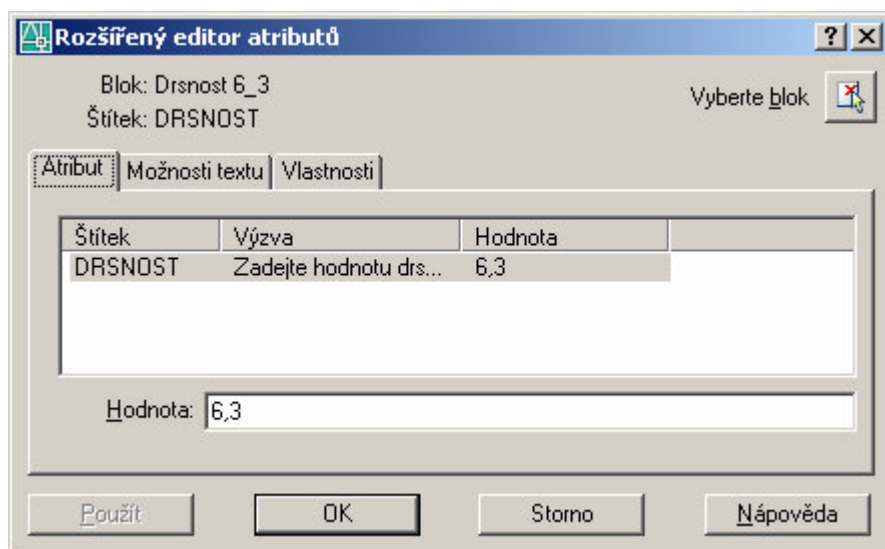 Rozšířený editor atributů
Blok: Drsnost 6_3
Vyberte blok
Štítek: DRSNOST
Atribut Možnosti textu Vlastnosti
Štítek Výzva Hodnota
DRSNOST Zadejte hodnotu drs... 6,3
Hodnota: 6,3
Použít OK Storno Nápověda